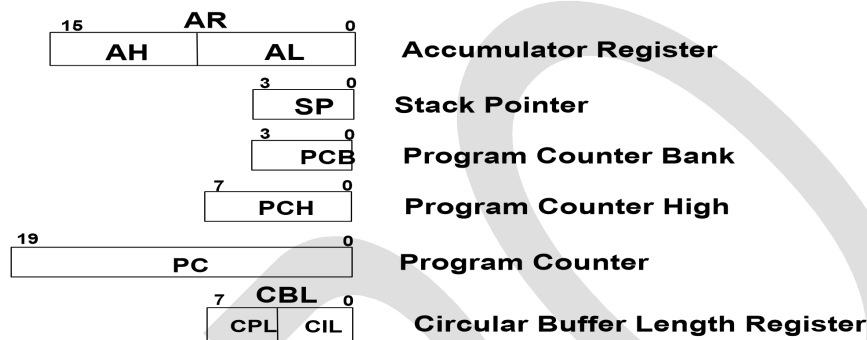 AR
15 0
AH AL Accumulator Register
3 0
SP Stack Pointer
3 0
PCB Program Counter Bank
7 0
PCH Program Counter High
19 0
PC Program Counter
CBL
7 0
CPL CIL Circular Buffer Length Register